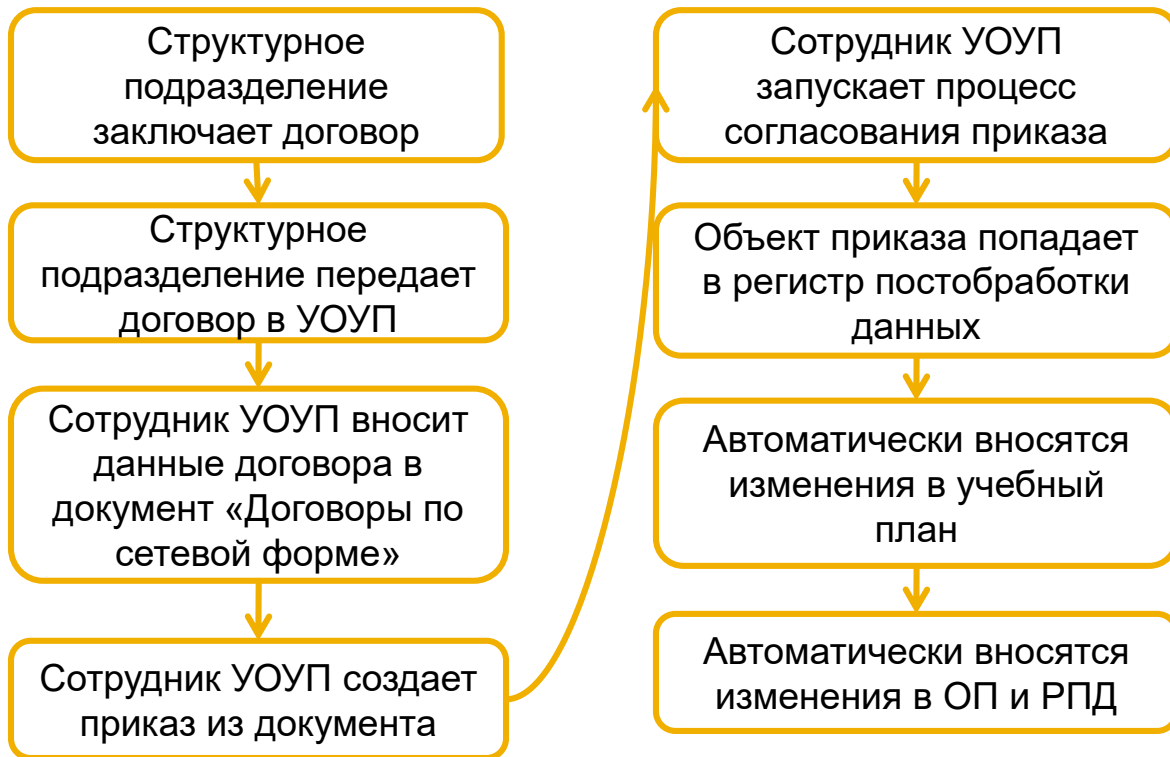 Структурное
подразделение
заключает договор
Структурное
подразделение передает
договор в УОУП
Сотрудник УОУП вносит
данные договора в
документ «Договоры по
сетевой форме»
Сотрудник УОУП создает
приказ из документа
Сотрудник УОУП
запускает процесс
согласования приказа
Объект приказа попадает
в регистр постобработки
данных
Автоматически вносятся
изменения в учебный
план
Автоматически вносятся
изменения в ОП и РПД